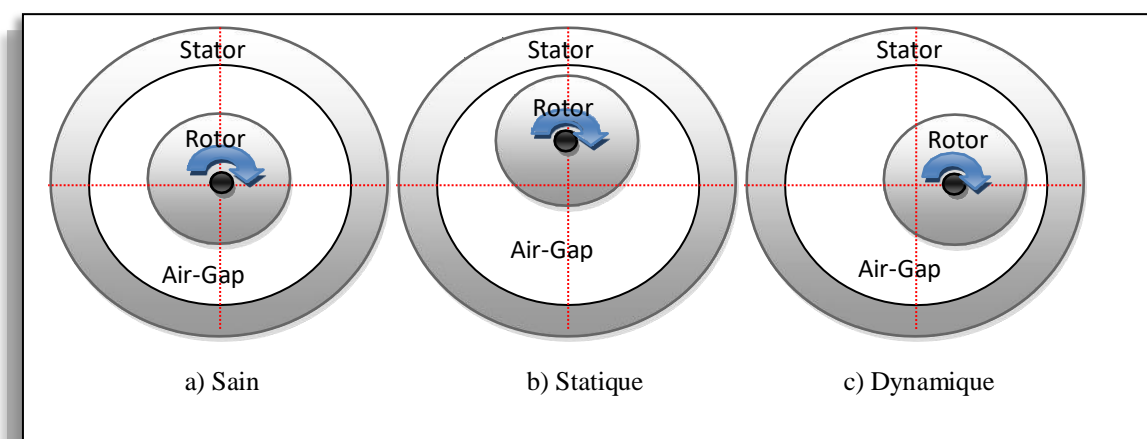 Stator Stator Stator
Rotor Rotor Rotor
Air-Gap Air-Gap Air-Gap
a) Sain b) Statique c) Dynamique